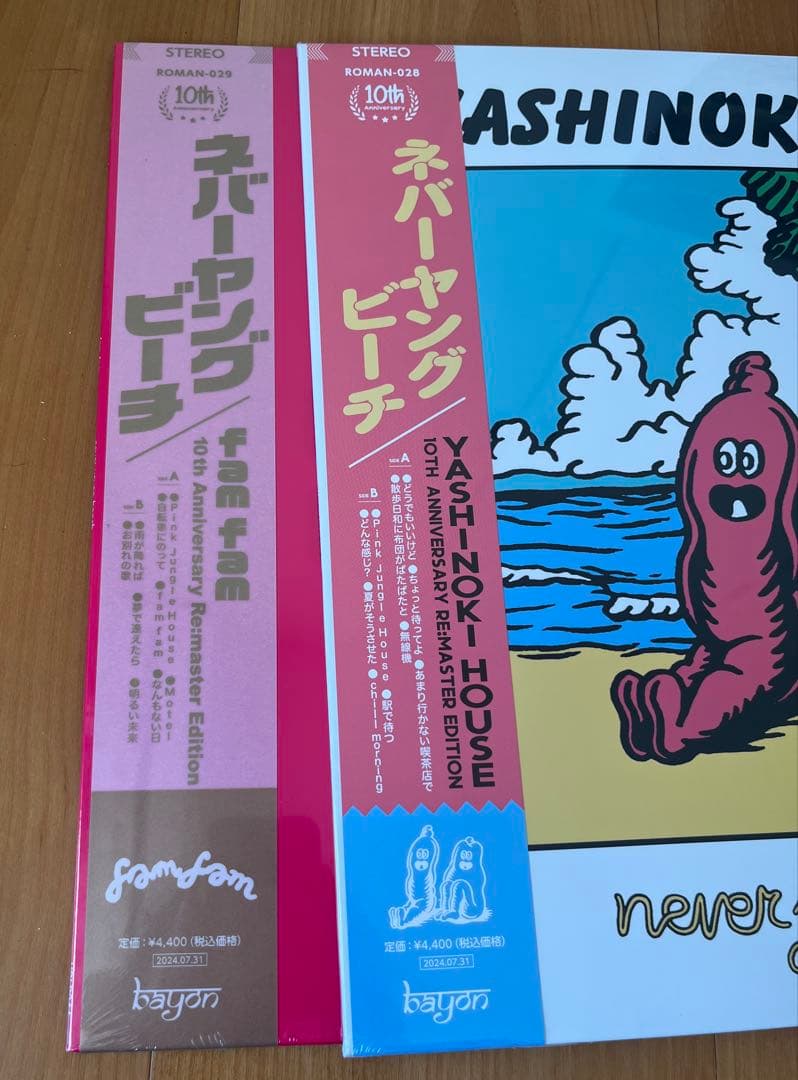 STEREO
ROMAN-029
10th
Anniversary
ネバーヤング
ビーチ
fam fam
10th Anniversary Re:master Edition
SIDE A
●Pink Jungle House ●Motel
●自転車にのって ●fam fam ●なんもない日
SIDE B
●雨が降れば ●夢で逢えたら ●明るい未来
●お別れの歌
famfam
定価：¥4,400（税込価格）
2024.07.31
bayon
STEREO
ROMAN-028
10th
Anniversary
ネバーヤング
ビーチ
YASHINOKI HOUSE
10TH ANNIVERSARY RE:MASTER EDITION
SIDE A
●どうでもいいけど ●ちょっと待ってよ ●あまり行かない喫茶店で
●散歩日和に布団がぱたぱたと ●無線機
SIDE B
●Pink Jungle House ●駅で待つ
●どんな感じ？ ●夏がそうさせた ●chill morning
定価：¥4,400（税込価格）
2024.07.31
bayon
ASHINOK
never